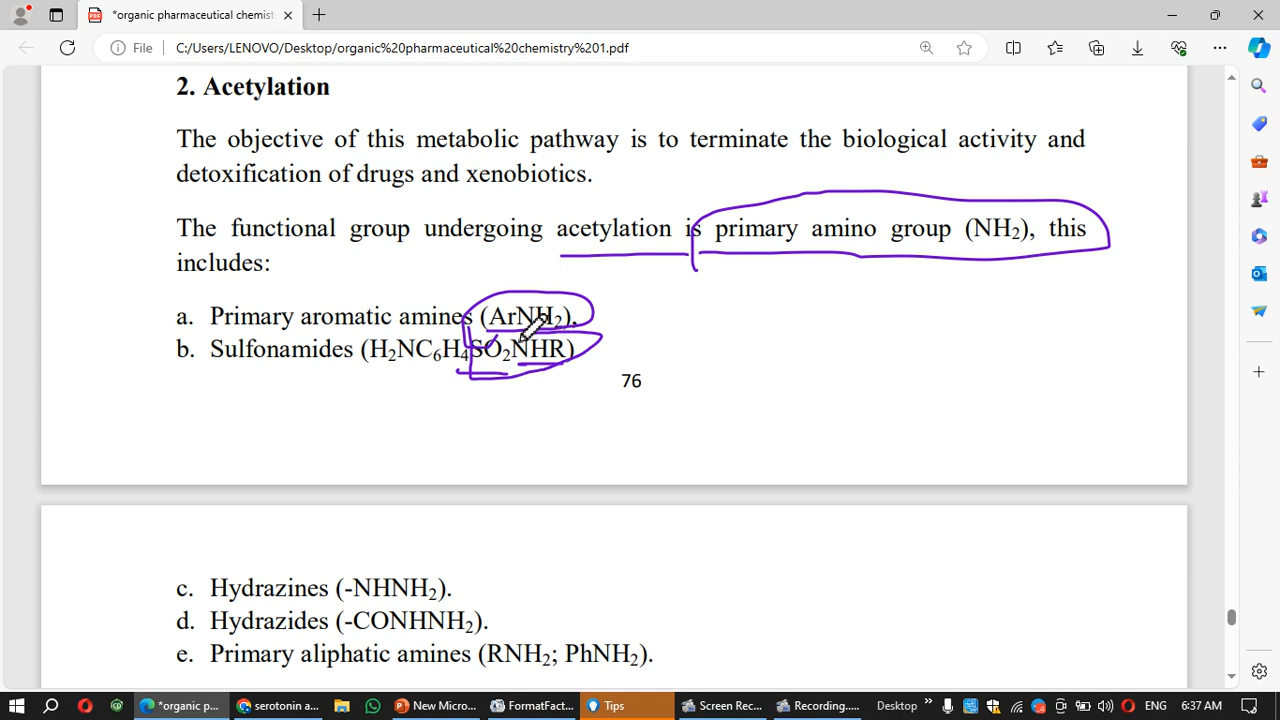 *organic pharmaceutical chemist
File
C:/Users/LENOVO/Desktop/organic%20pharmaceutical%20chemistry%201.pdf
2. Acetylation
The objective of this metabolic pathway is to terminate the biological activity and
detoxification of drugs and xenobiotics.
The functional group undergoing acetylation is primary amino group (NH₂), this
includes:
a. Primary aromatic amines (ArNH₂),
b. Sulfonamides (H₂NC₆H₄SO₂NHR)
76
c. Hydrazines (-NHNH₂).
d. Hydrazides (-CONHNH₂).
e. Primary aliphatic amines (RNH₂; PhNH₂).
*organic p...
serotonin a...
New Micro...
FormatFact...
Tips
Screen Rec...
Recording....
Desktop
ENG
6:37 AM